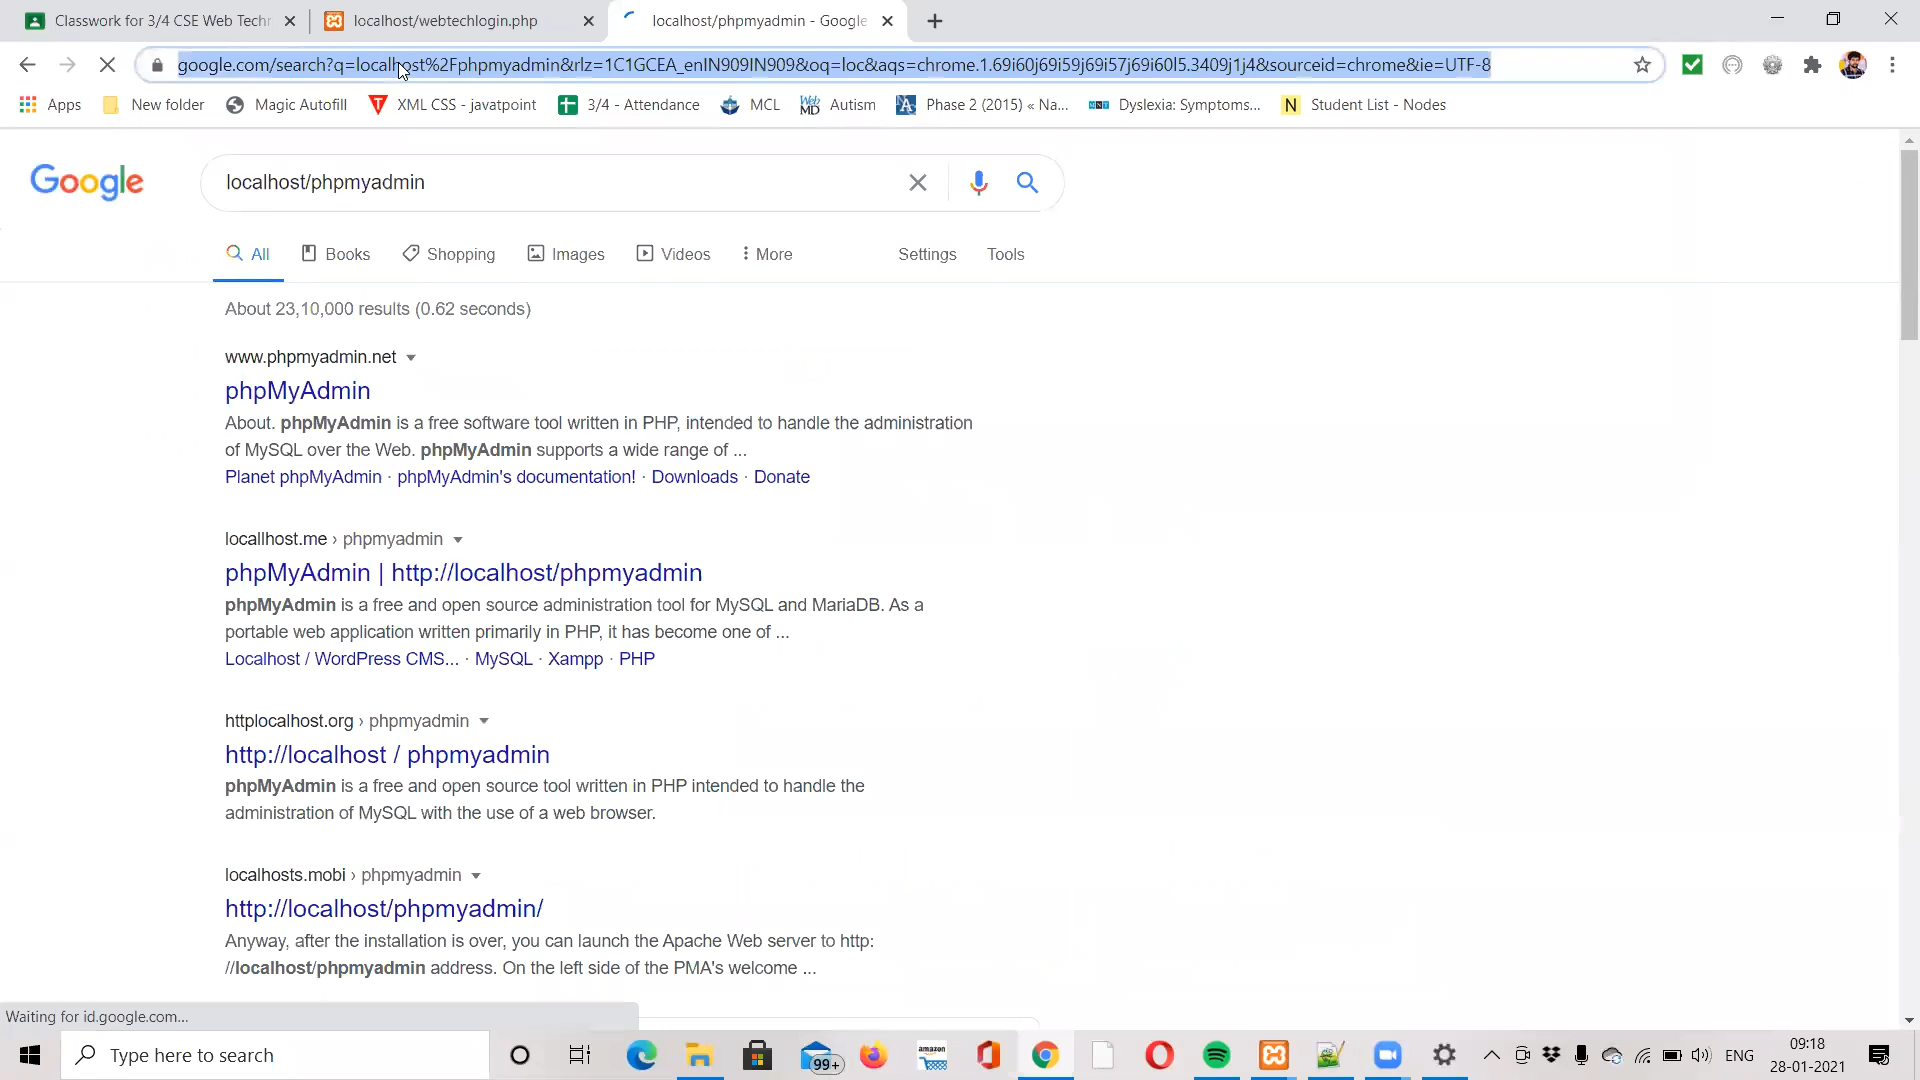 Classwork for 3/4 CSE Web Techn
localhost/webtechlogin.php
localhost/phpmyadmin - Google
google.com/search?q=localhost%2Fphpmyadmin&rlz=1C1GCEA_enIN909IN909&oq=loc&aqs=chrome.1.69i60j69i59j69i57j69i60l5.3409j1j4&sourceid=chrome&ie=UTF-8
Apps New folder Magic Autofill XML CSS - javatpoint 3/4 - Attendance MCL Web MD Autism Phase 2 (2015) « Na... MNT Dyslexia: Symptoms... N Student List - Nodes
Google
localhost/phpmyadmin
All Books Shopping Images Videos More Settings Tools
About 23,10,000 results (0.62 seconds)
www.phpmyadmin.net
phpMyAdmin
About. phpMyAdmin is a free software tool written in PHP, intended to handle the administration
of MySQL over the Web. phpMyAdmin supports a wide range of ...
Planet phpMyAdmin · phpMyAdmin's documentation! · Downloads · Donate
locallhost.me › phpmyadmin
phpMyAdmin | http://localhost/phpmyadmin
phpMyAdmin is a free and open source administration tool for MySQL and MariaDB. As a
portable web application written primarily in PHP, it has become one of ...
Localhost / WordPress CMS... · MySQL · Xampp · PHP
httplocalhost.org › phpmyadmin
http://localhost / phpmyadmin
phpMyAdmin is a free and open source tool written in PHP intended to handle the
administration of MySQL with the use of a web browser.
localhosts.mobi › phpmyadmin
http://localhost/phpmyadmin/
Anyway, after the installation is over, you can launch the Apache Web server to http:
//localhost/phpmyadmin address. On the left side of the PMA's welcome ...
Waiting for id.google.com...
Type here to search
99+
amazon
ENG
09:18
28-01-2021